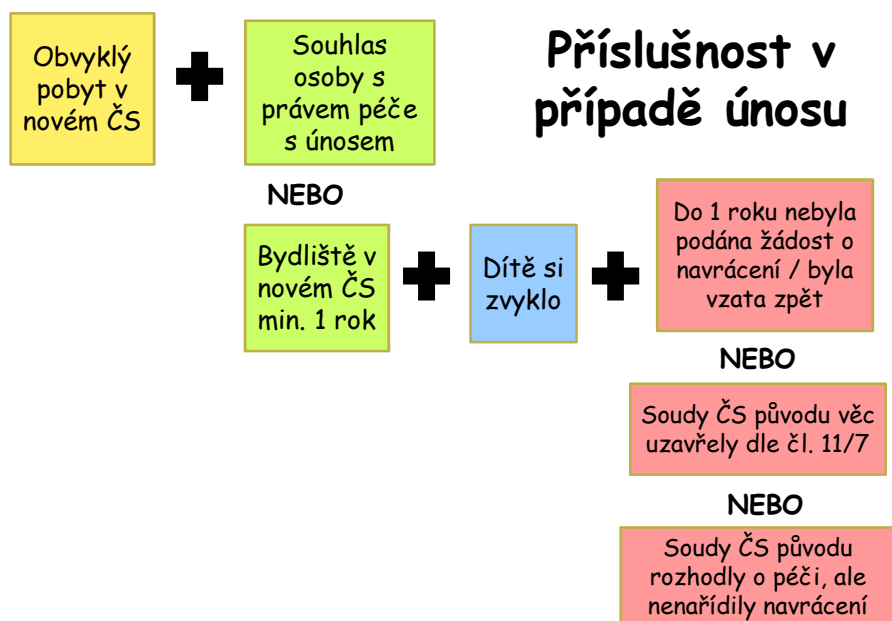 Příslušnost v
případě únosu
Obvyklý
pobyt v
novém ČS
Souhlas
osoby s
právem péče
s únosem
NEBO
Bydliště v
novém ČS
min. 1 rok
Dítě si
zvyklo
Do 1 roku nebyla
podána žádost o
navrácení / byla
vzata zpět
NEBO
Soudy ČS původu věc
uzavřely dle čl. 11/7
NEBO
Soudy ČS původu
rozhodly o péči, ale
nenařídily navrácení